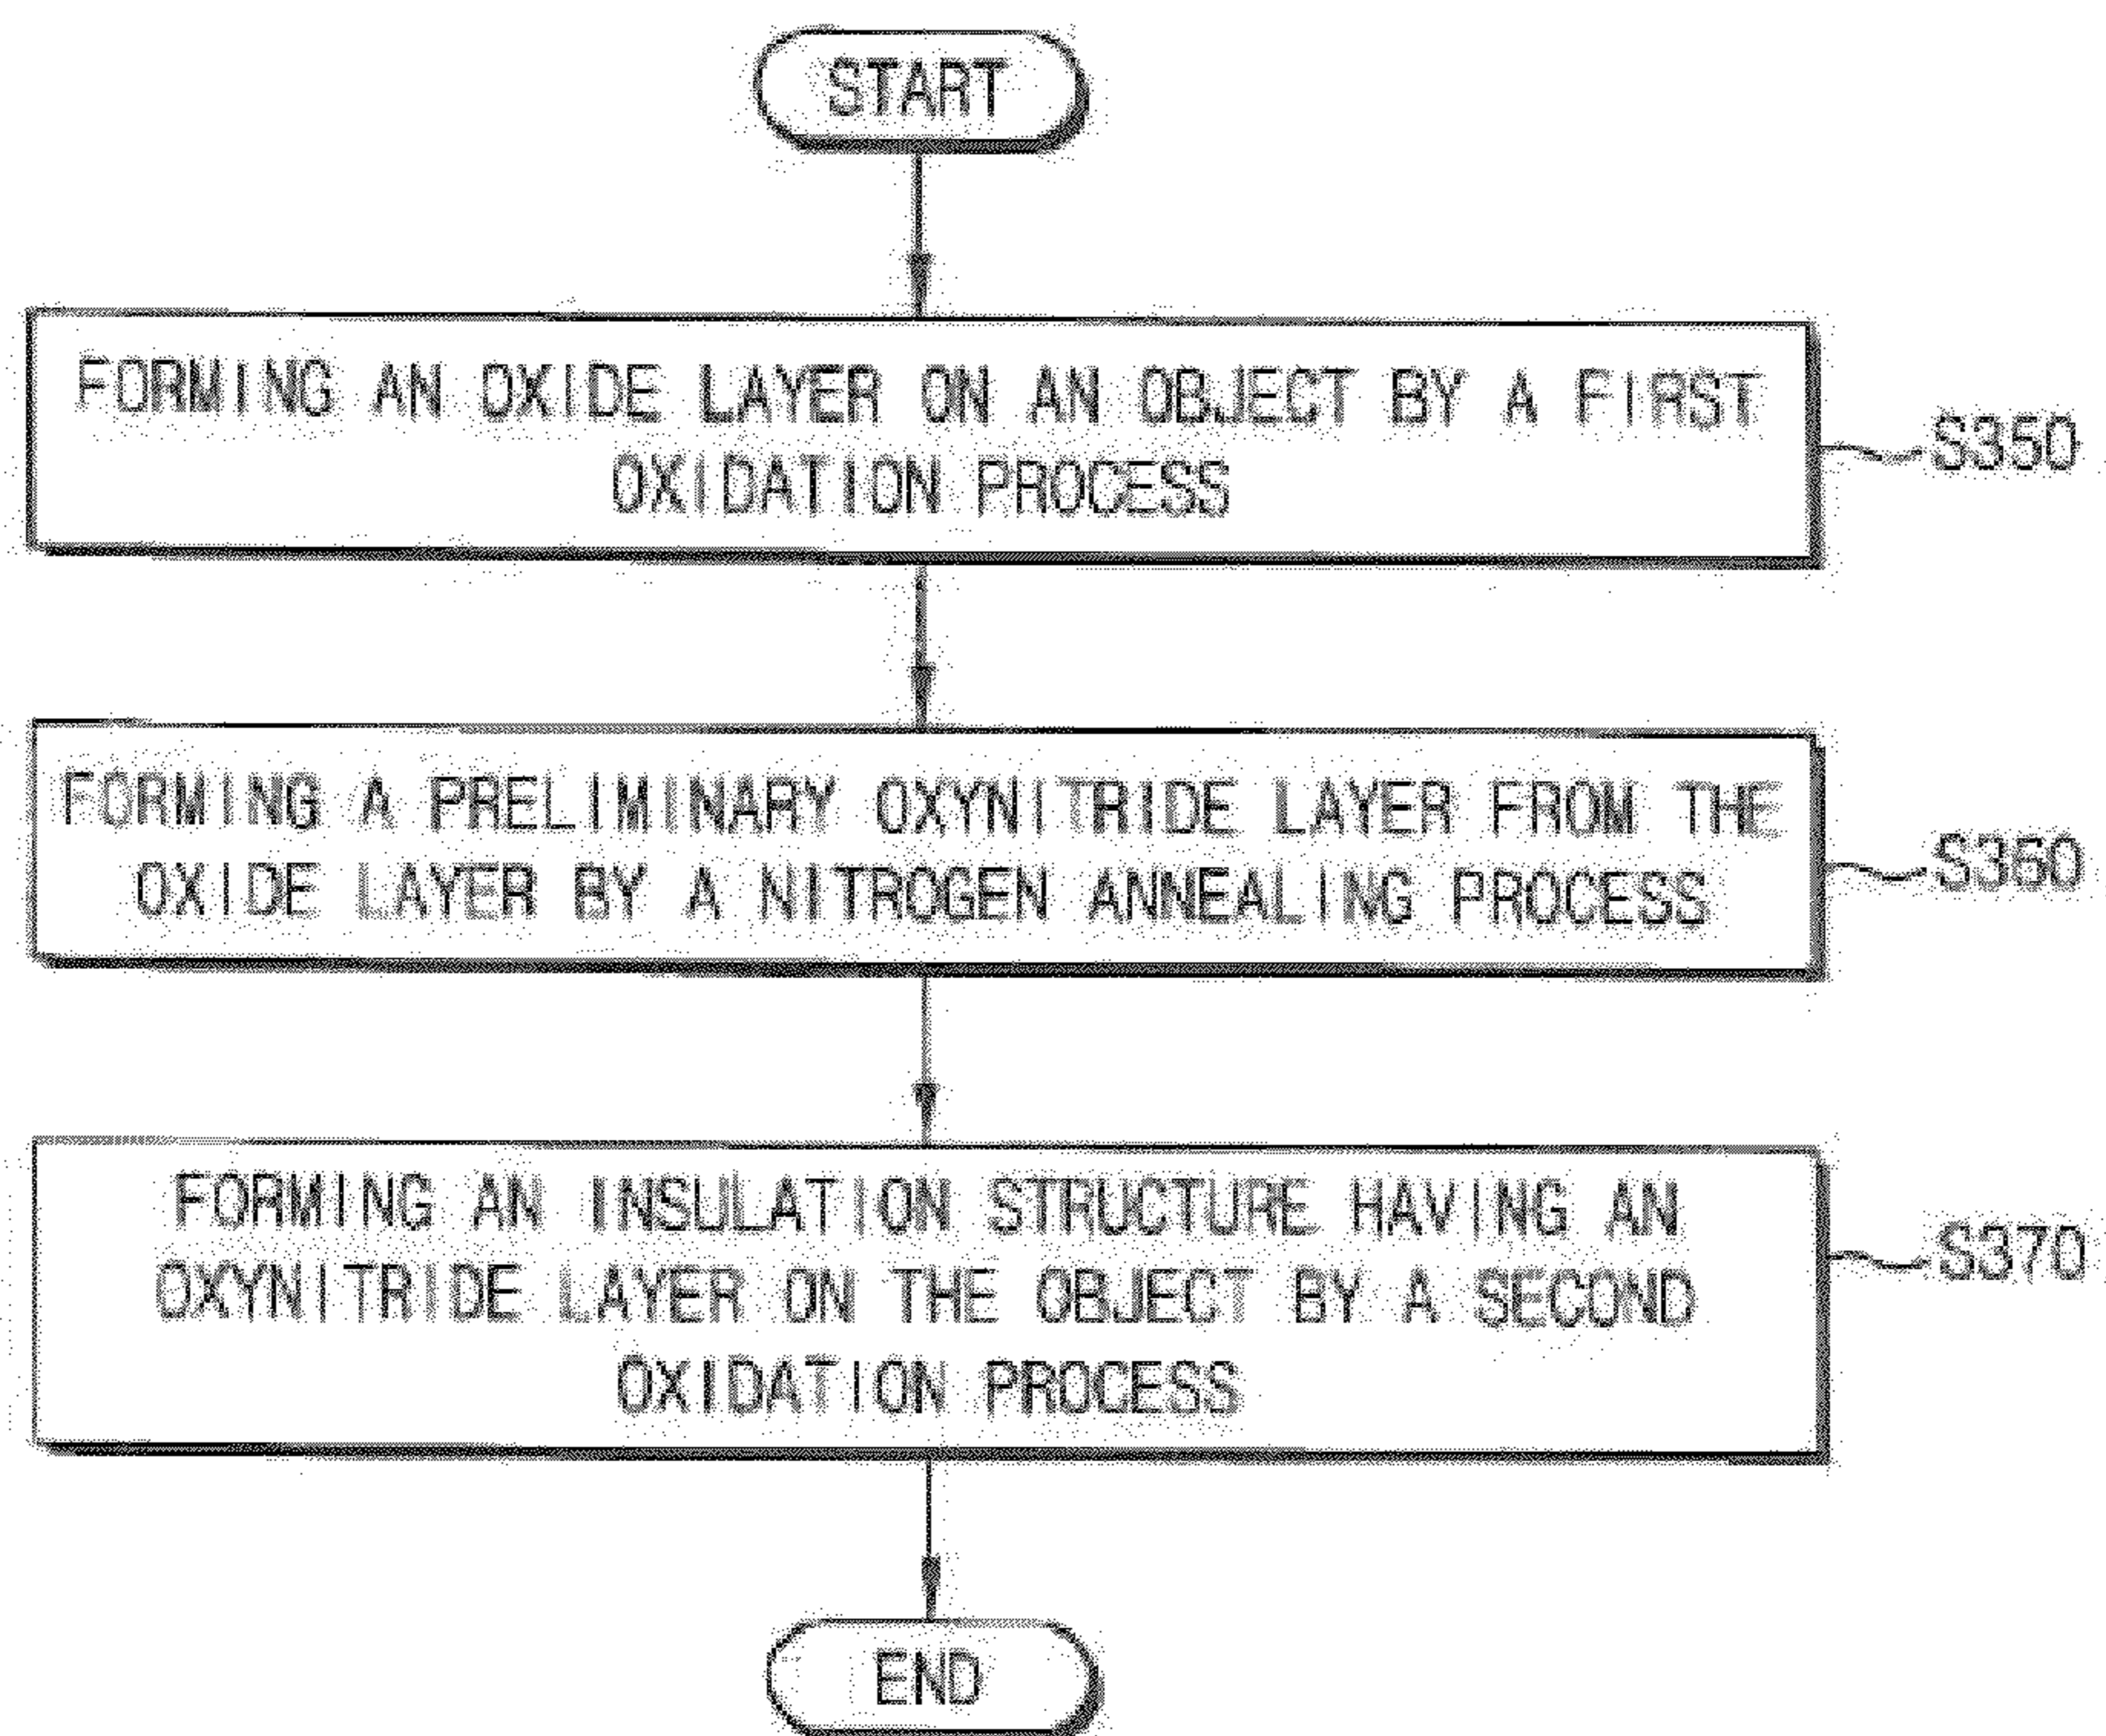 START
FORMING AN OXIDE LAYER ON AN OBJECT BY A FIRST
OXIDATION PROCESS
S350
FORMING A PRELIMINARY OXYNITRIDE LAYER FROM THE
OXIDE LAYER BY A NITROGEN ANNEALING PROCESS
S360
FORMING AN INSULATION STRUCTURE HAVING AN
OXYNITRIDE LAYER ON THE OBJECT BY A SECOND
OXIDATION PROCESS
S370
END